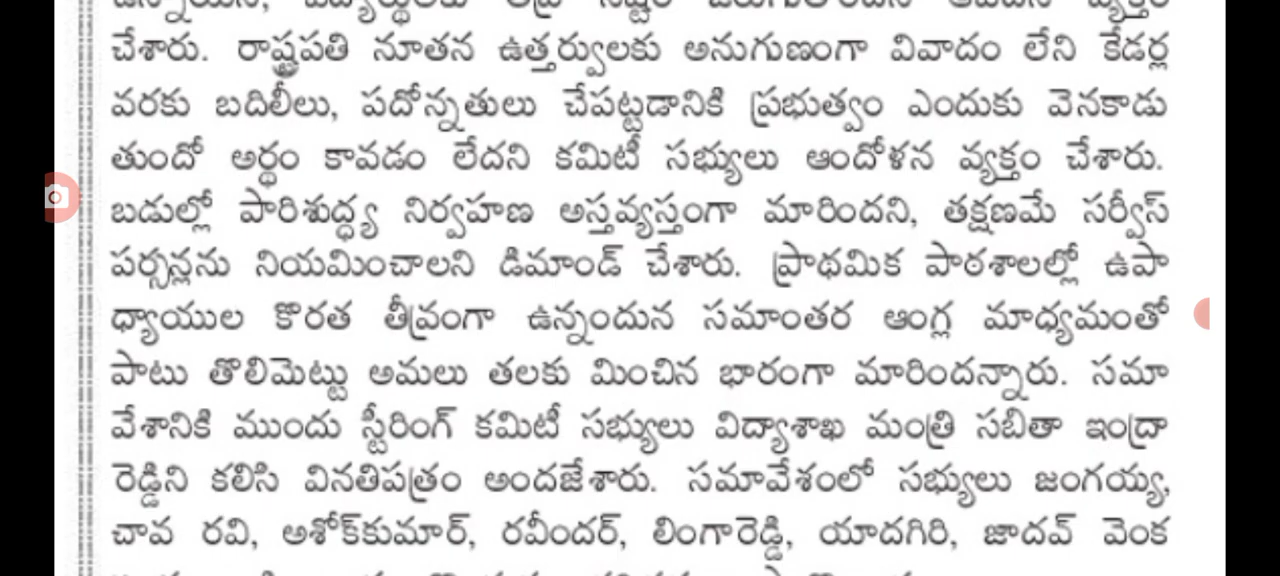 చేశారు. రాష్ట్రపతి నూతన ఉత్తర్వులకు అనుగుణంగా వివాదం లేని కేడర్ల
వరకు బదిలీలు, పదోన్నతులు చేపట్టడానికి ప్రభుత్వం ఎందుకు వెనకాడు
తుందో అర్థం కావడం లేదని కమిటీ సభ్యులు ఆందోళన వ్యక్తం చేశారు.
బడుల్లో పారిశుద్ధ్య నిర్వహణ అస్తవ్యస్తంగా మారిందని, తక్షణమే సర్వీస్
పర్సన్లను నియమించాలని డిమాండ్ చేశారు. ప్రాథమిక పాఠశాలల్లో ఉపా
ధ్యాయుల కొరత తీవ్రంగా ఉన్నందున సమాంతర ఆంగ్ల మాధ్యమంతో
పాటు తొలిమెట్టు అమలు తలకు మించిన భారంగా మారిందన్నారు. సమా
వేశానికి ముందు స్టీరింగ్ కమిటీ సభ్యులు విద్యాశాఖ మంత్రి సబితా ఇంద్రా
రెడ్డిని కలిసి వినతిపత్రం అందజేశారు. సమావేశంలో సభ్యులు జంగయ్య,
చావ రవి, అశోక్‌కుమార్, రవీందర్, లింగారెడ్డి, యాదగిరి, జాదవ్ వెంక